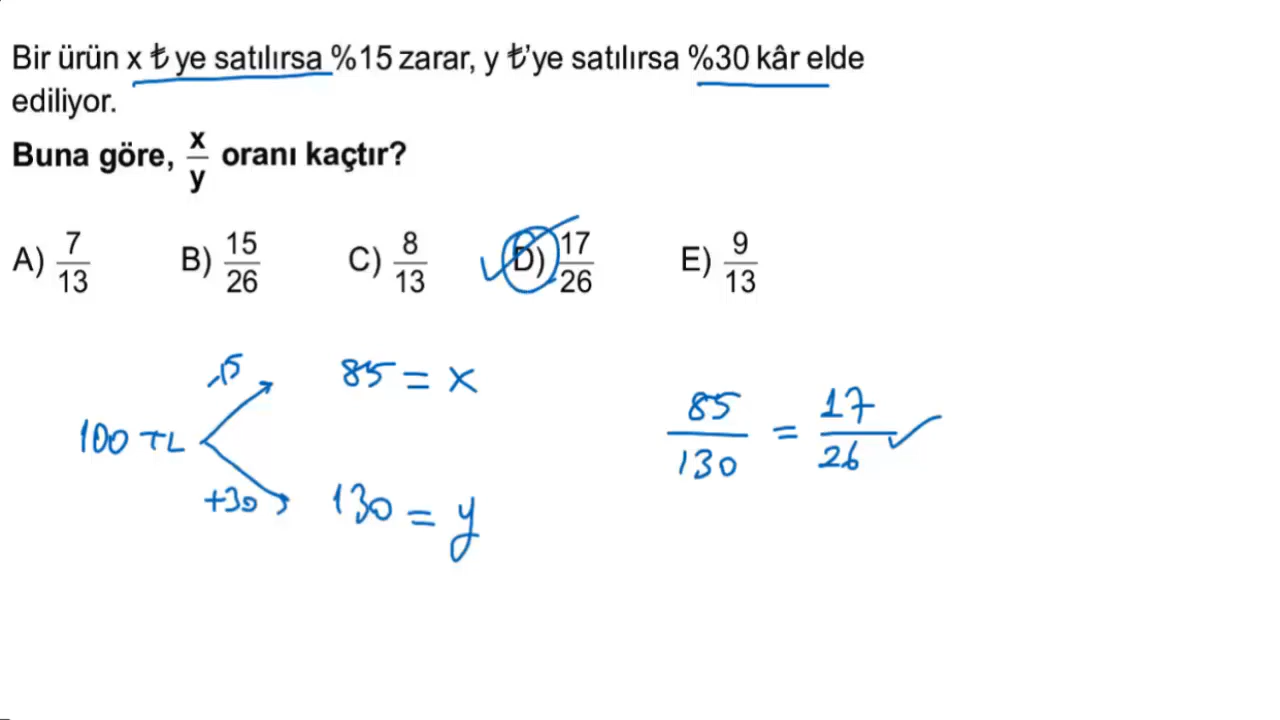 Bir ürün x ₺ ye satılırsa %15 zarar, y ₺'ye satılırsa %30 kâr elde
ediliyor.
Buna göre, x/y oranı kaçtır?
A) 7/13 B) 15/26 C) 8/13 D) 17/26 E) 9/13
-15 85 = x
100 TL
85/130 = 17/26
+30 130 = y